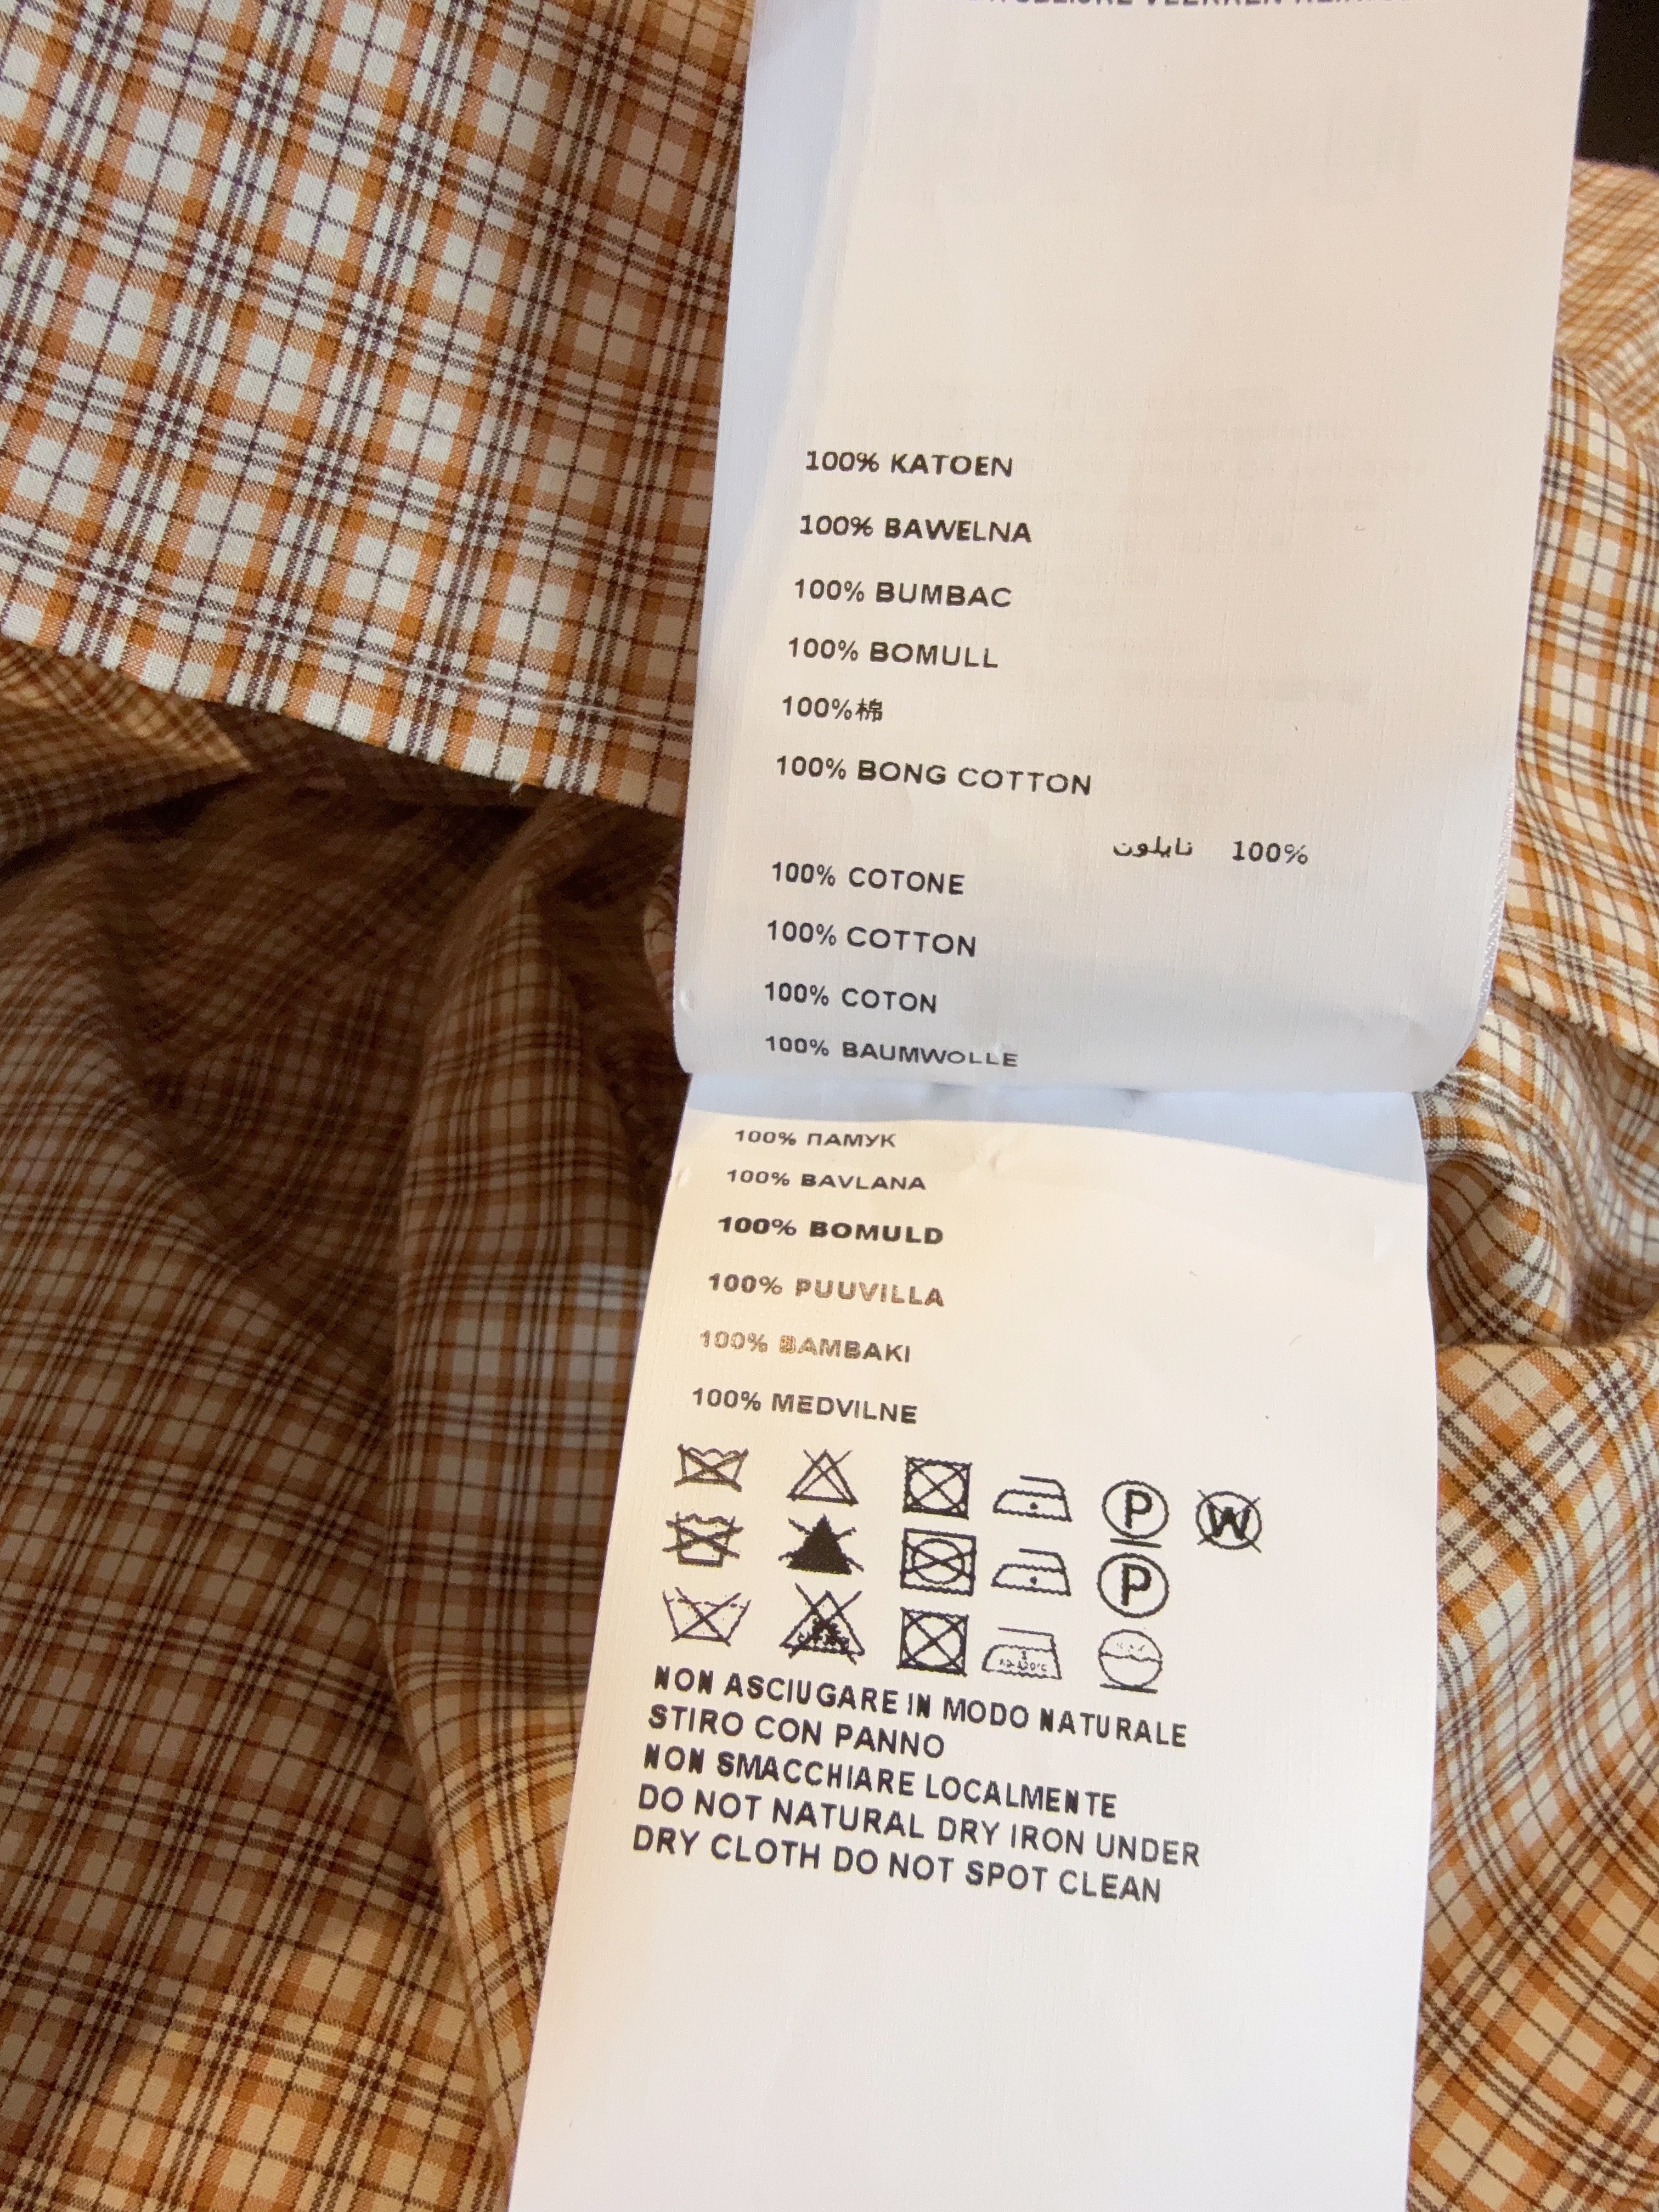 100% KATOEN
100% BAWELNA
100% BUMBAC
100% BOMULL
100%棉
100% BONG COTTON
100% نايلون
100% COTONE
100% COTTON
100% COTON
100% BAUMWOLLE
100% ПАМУК
100% BAVLANA
100% BOMULD
100% PUUVILLA
100% BAMBAKI
100% MEDVILNE
P W
P
NON ASCIUGARE IN MODO NATURALE
STIRO CON PANNO
NON SMACCHIARE LOCALMENTE
DO NOT NATURAL DRY IRON UNDER
DRY CLOTH DO NOT SPOT CLEAN